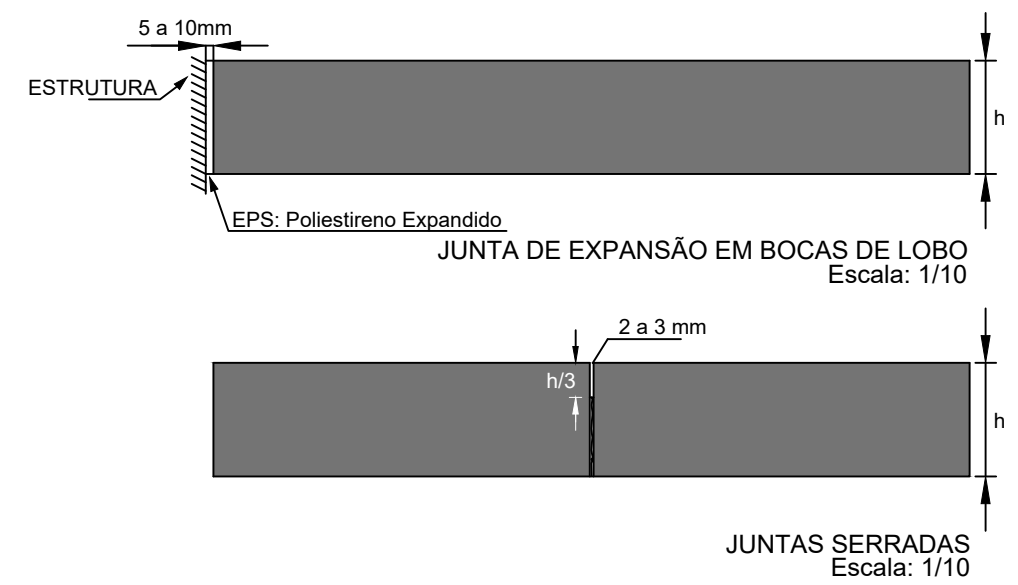 5 a 10mm
ESTRUTURA
h
EPS: Poliestireno Expandido
JUNTA DE EXPANSÃO EM BOCAS DE LOBO
Escala: 1/10
2 a 3 mm
h/3
h
JUNTAS SERRADAS
Escala: 1/10